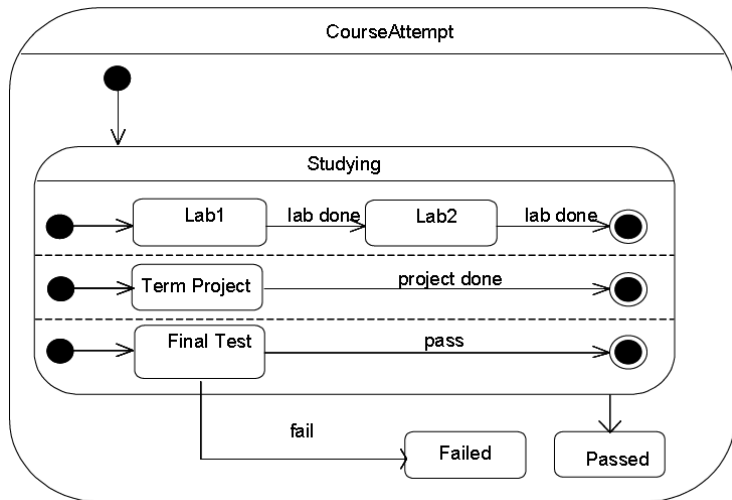 CourseAttempt
Studying
Lab1
lab done
Lab2
lab done
Term Project
project done
Final Test
pass
fail
Failed
Passed